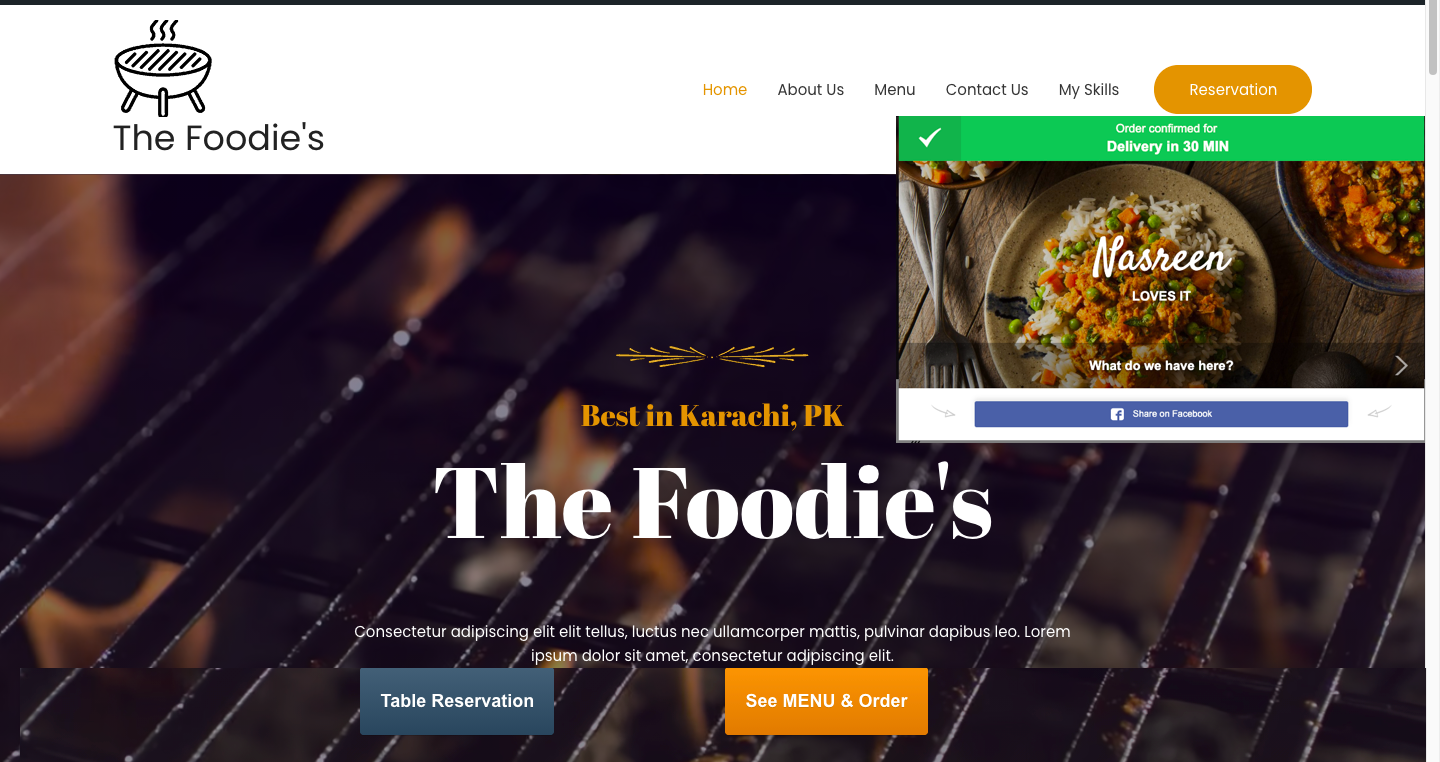 The Foodie's
Home
About Us
Menu
Contact Us
My Skills
Reservation
Order confirmed for
Delivery in 30 MIN
Nasreen
LOVES IT
What do we have here?
Share on Facebook
Best in Karachi, PK
The Foodie's
Consectetur adipiscing elit elit tellus, luctus nec ullamcorper mattis, pulvinar dapibus leo. Lorem
ipsum dolor sit amet, consectetur adipiscing elit.
Table Reservation
See MENU & Order